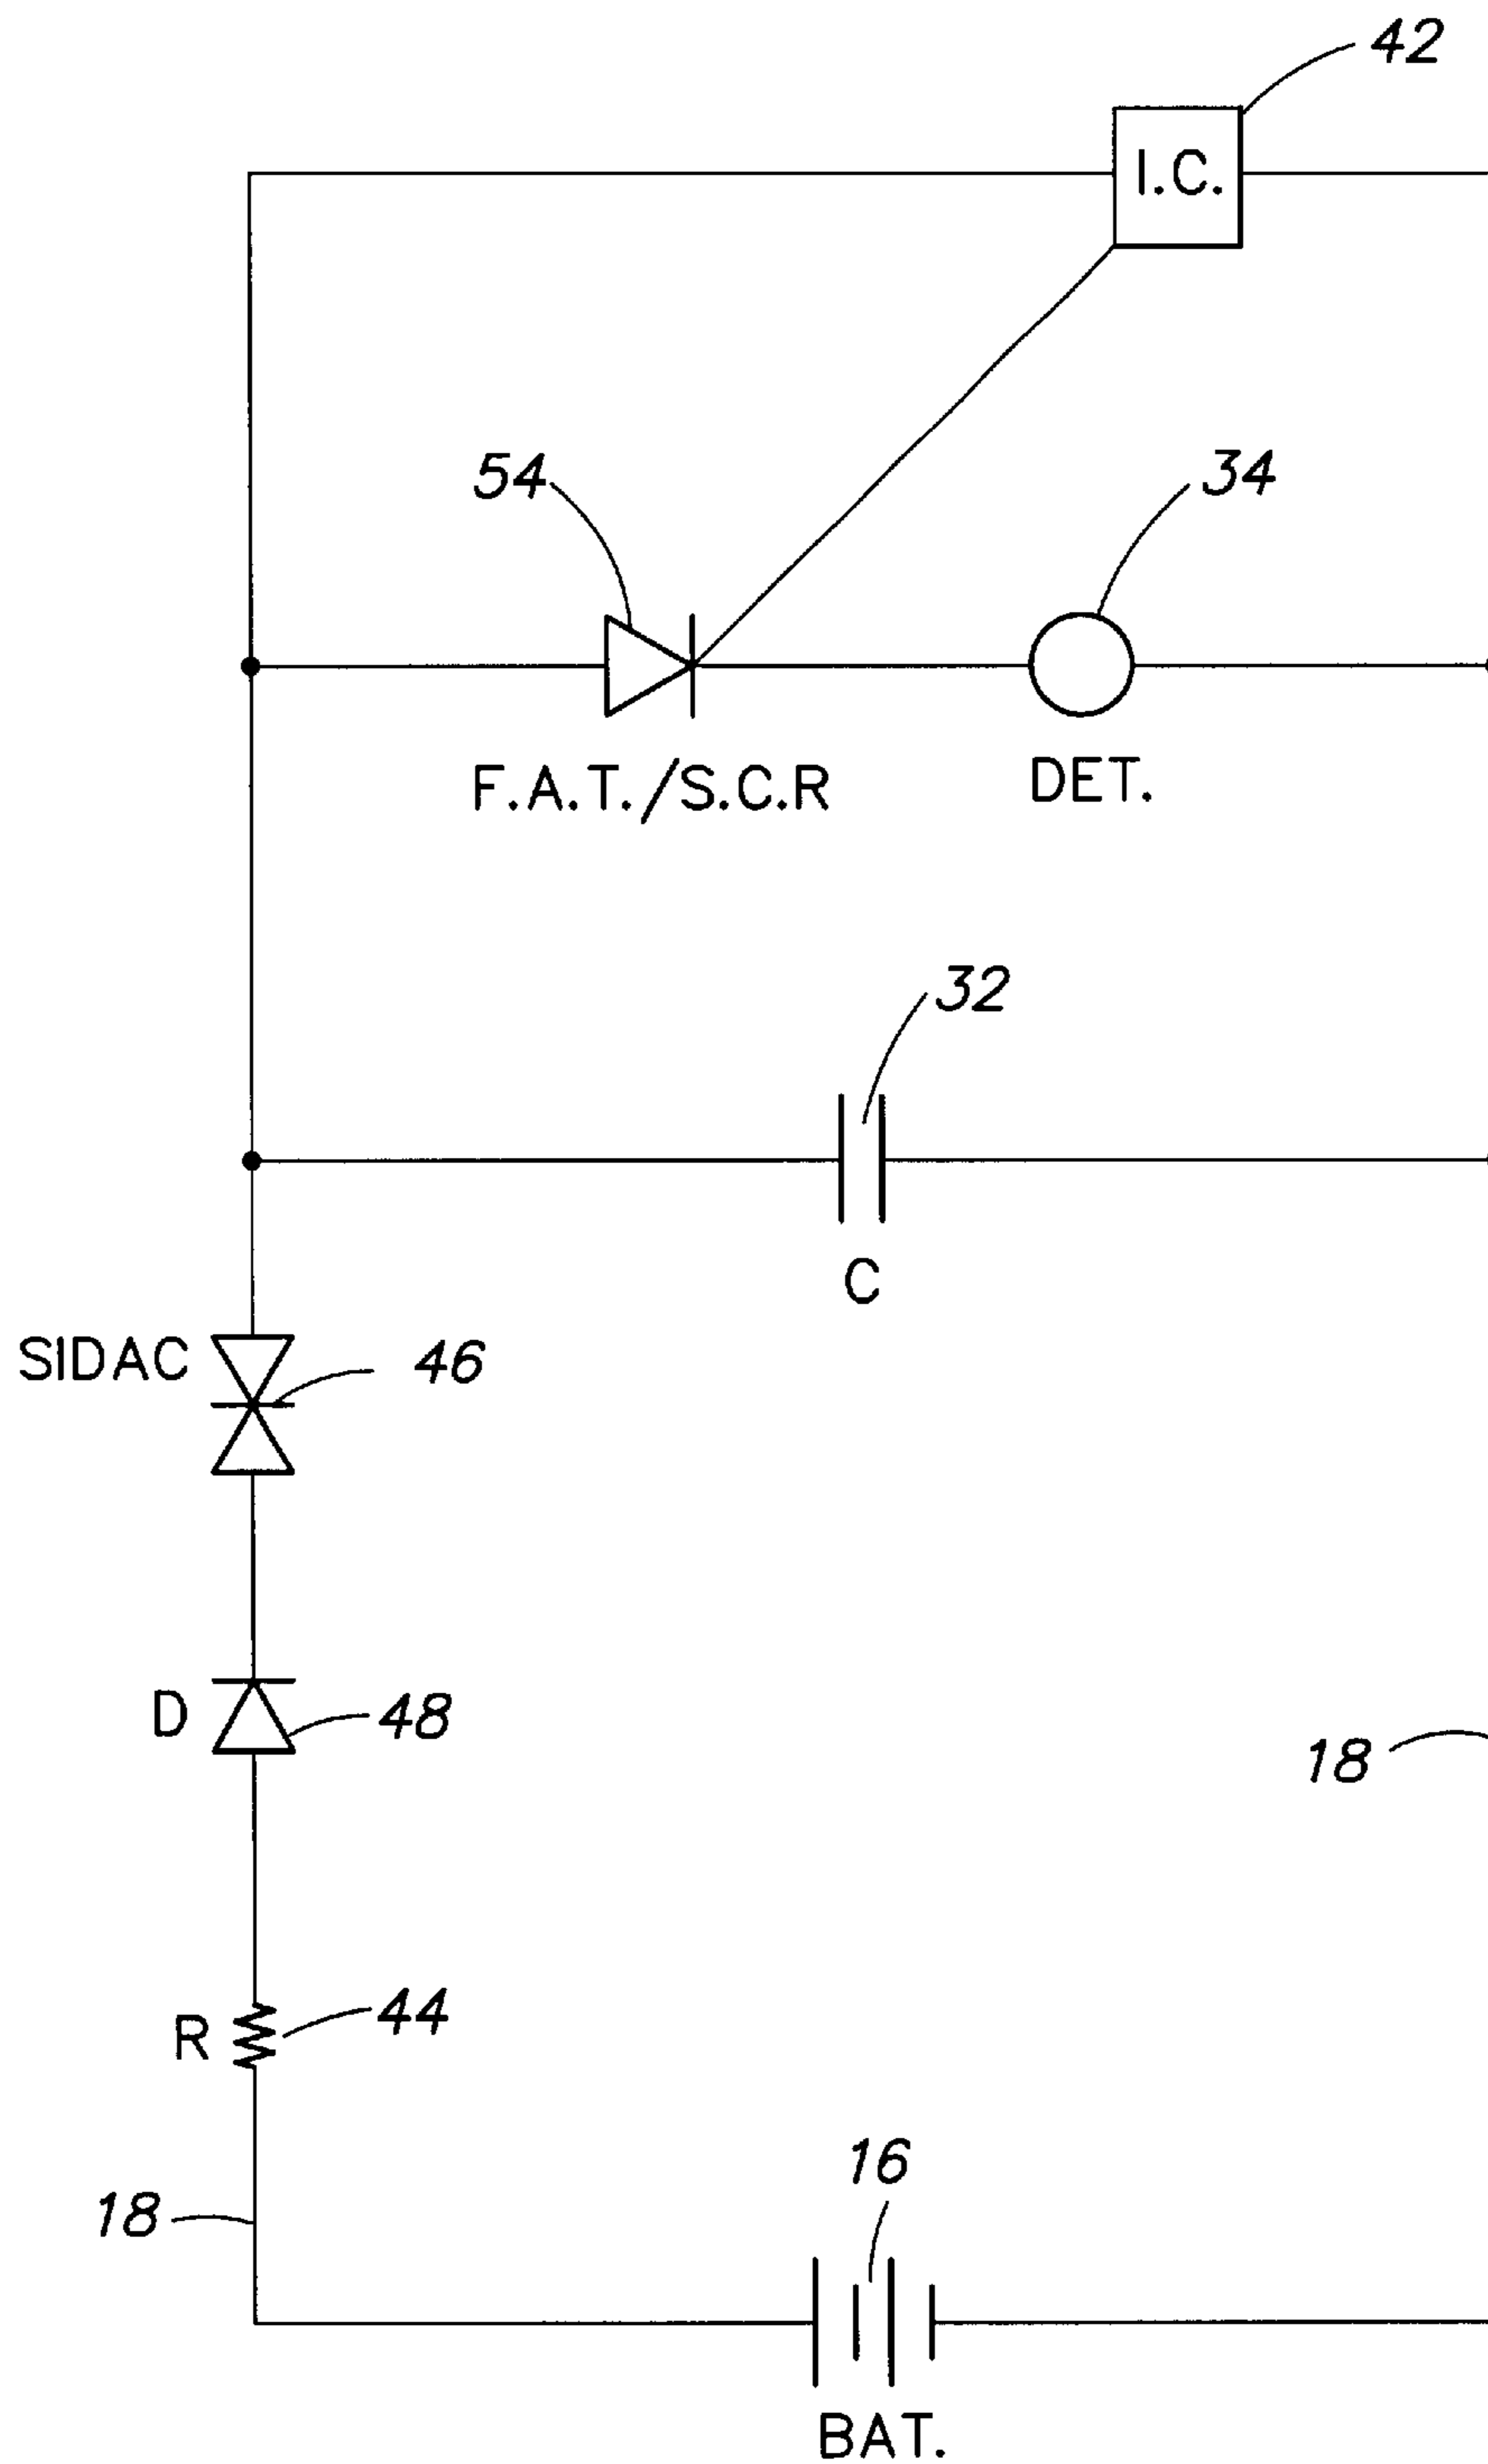 42
I.C.
54
34
F.A.T./S.C.R
DET.
32
C
SIDAC
46
D
48
18
R
44
16
18
BAT.